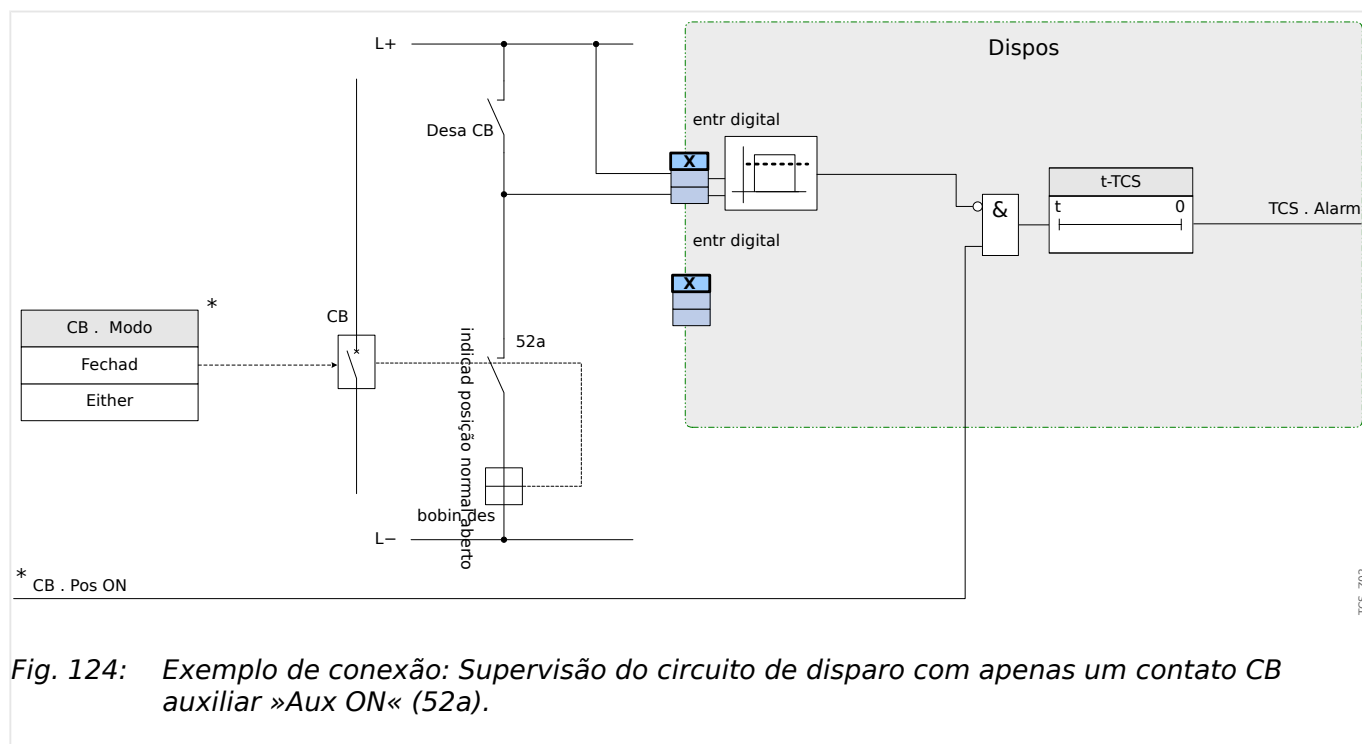 L+
Dispos
entr digital
Desa CB
X
t-TCS
t 0
&
TCS . Alarm
entr digital
X
*
CB . Modo
Fechad
Either
CB
*
52a
indicad posição normal aberto
bobin des
L−
* CB . Pos ON
Fig. 124: Exemplo de conexão: Supervisão do circuito de disparo com apenas um contato CB
auxiliar »Aux ON« (52a).